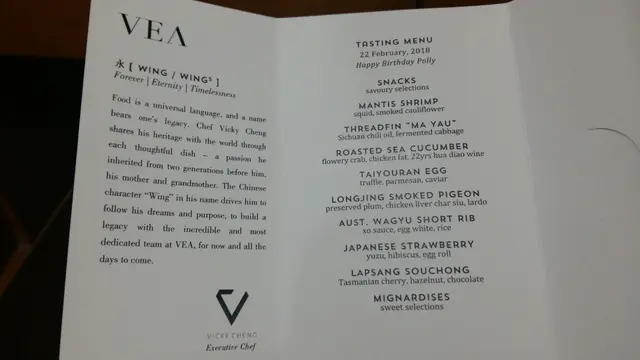 VEA
永 [ WING / WING⁵ ]
Forever | Eternity | Timelessness
Food is a universal language, and a name
bears one's legacy. Chef Vicky Cheng
shares his heritage with the world through
each thoughtful dish – a passion he
inherited from two generations before him,
his mother and grandmother. The Chinese
character "Wing" in his name drives him to
follow his dreams and purpose, to build a
legacy with the incredible and most
dedicated team at VEA, for now and all the
days to come.
VICKY CHENG
Executive Chef
TASTING MENU
22 February, 2018
Happy Birthday Polly
SNACKS
savoury selections
MANTIS SHRIMP
squid, smoked cauliflower
THREADFIN "MA YAU"
Sichuan chili oil, fermented cabbage
ROASTED SEA CUCUMBER
flowery crab, chicken fat, 22yrs hua diao wine
TAIYOURAN EGG
truffle, parmesan, caviar
LONGJING SMOKED PIGEON
preserved plum, chicken liver char siu, lardo
AUST. WAGYU SHORT RIB
xo sauce, egg white, rice
JAPANESE STRAWBERRY
yuzu, hibiscus, egg roll
LAPSANG SOUCHONG
Tasmanian cherry, hazelnut, chocolate
MIGNARDISES
sweet selections